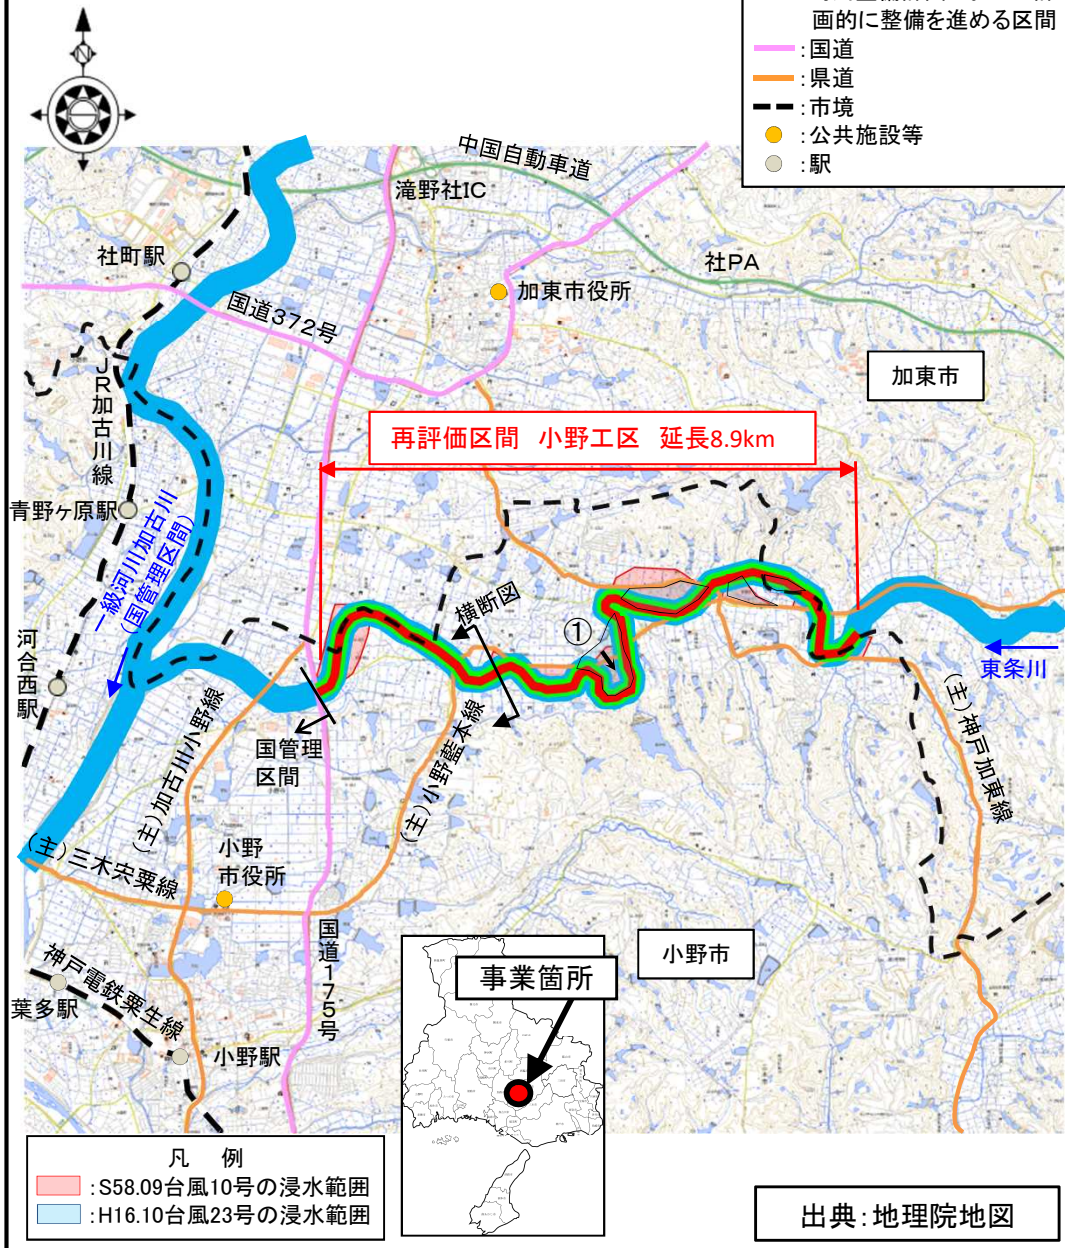 画的に整備を進める区間
:国道
:県道
:市境
:公共施設等
:駅
N
中国自動車道
滝野社IC
社町駅
社PA
加東市役所
国道372号
JR加古川線
加東市
再評価区間 小野工区 延長8.9km
青野ヶ原駅
一級河川加古川
(国管理区間)
横断図
①
河合西駅
東条川
国管理
区間
(主)加古川小野線
(主)小野藍本線
(主)神戸加東線
(主)三木宍粟線
小野
市役所
国道175号
小野市
事業箇所
神戸電鉄粟生線
葉多駅
小野駅
凡 例
:S58.09台風10号の浸水範囲
:H16.10台風23号の浸水範囲
出典:地理院地図